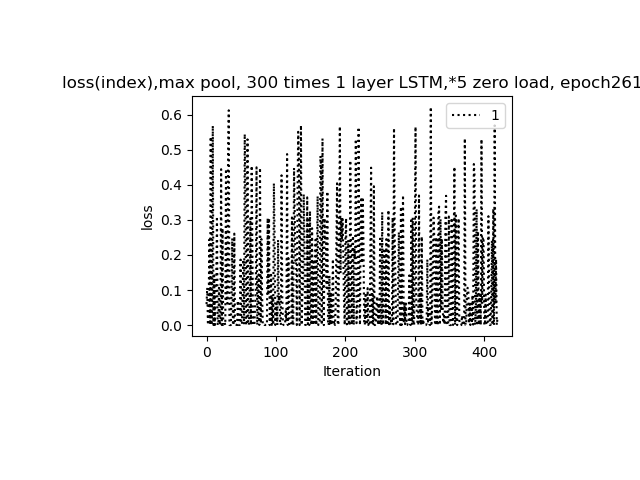 loss(index),max pool, 300 times 1 layer LSTM,*5 zero load, epoch261
1
0.6
0.5
0.4
0.3
0.2
0.1
0.0
loss
0 100 200 300 400
Iteration